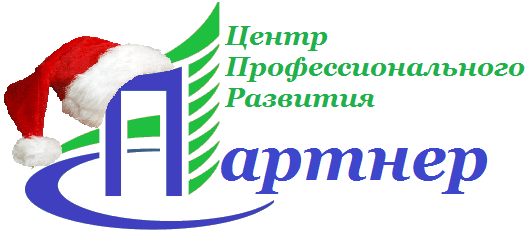 Центр
Профессионального
Развития
Партнер